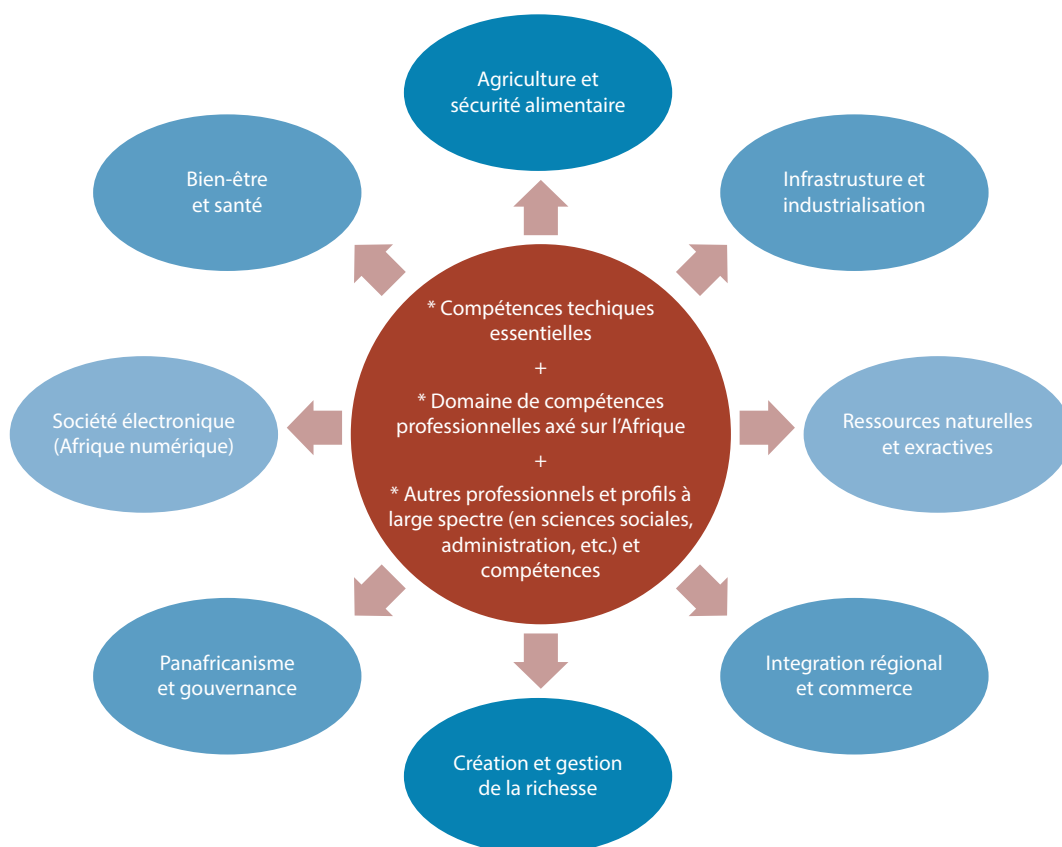 Agriculture et
sécurité alimentaire
Bien-être
et santé
Infrastrusture et
industrialisation
* Compétences techiques
essentielles
+
* Domaine de compétences
professionnelles axé sur l’Afrique
+
* Autres professionnels et profils à
large spectre (en sciences sociales,
administration, etc.) et
compétences
Société électronique
(Afrique numérique)
Ressources naturelles
et exractives
Panafricanisme
et gouvernance
Integration régional
et commerce
Création et gestion
de la richesse